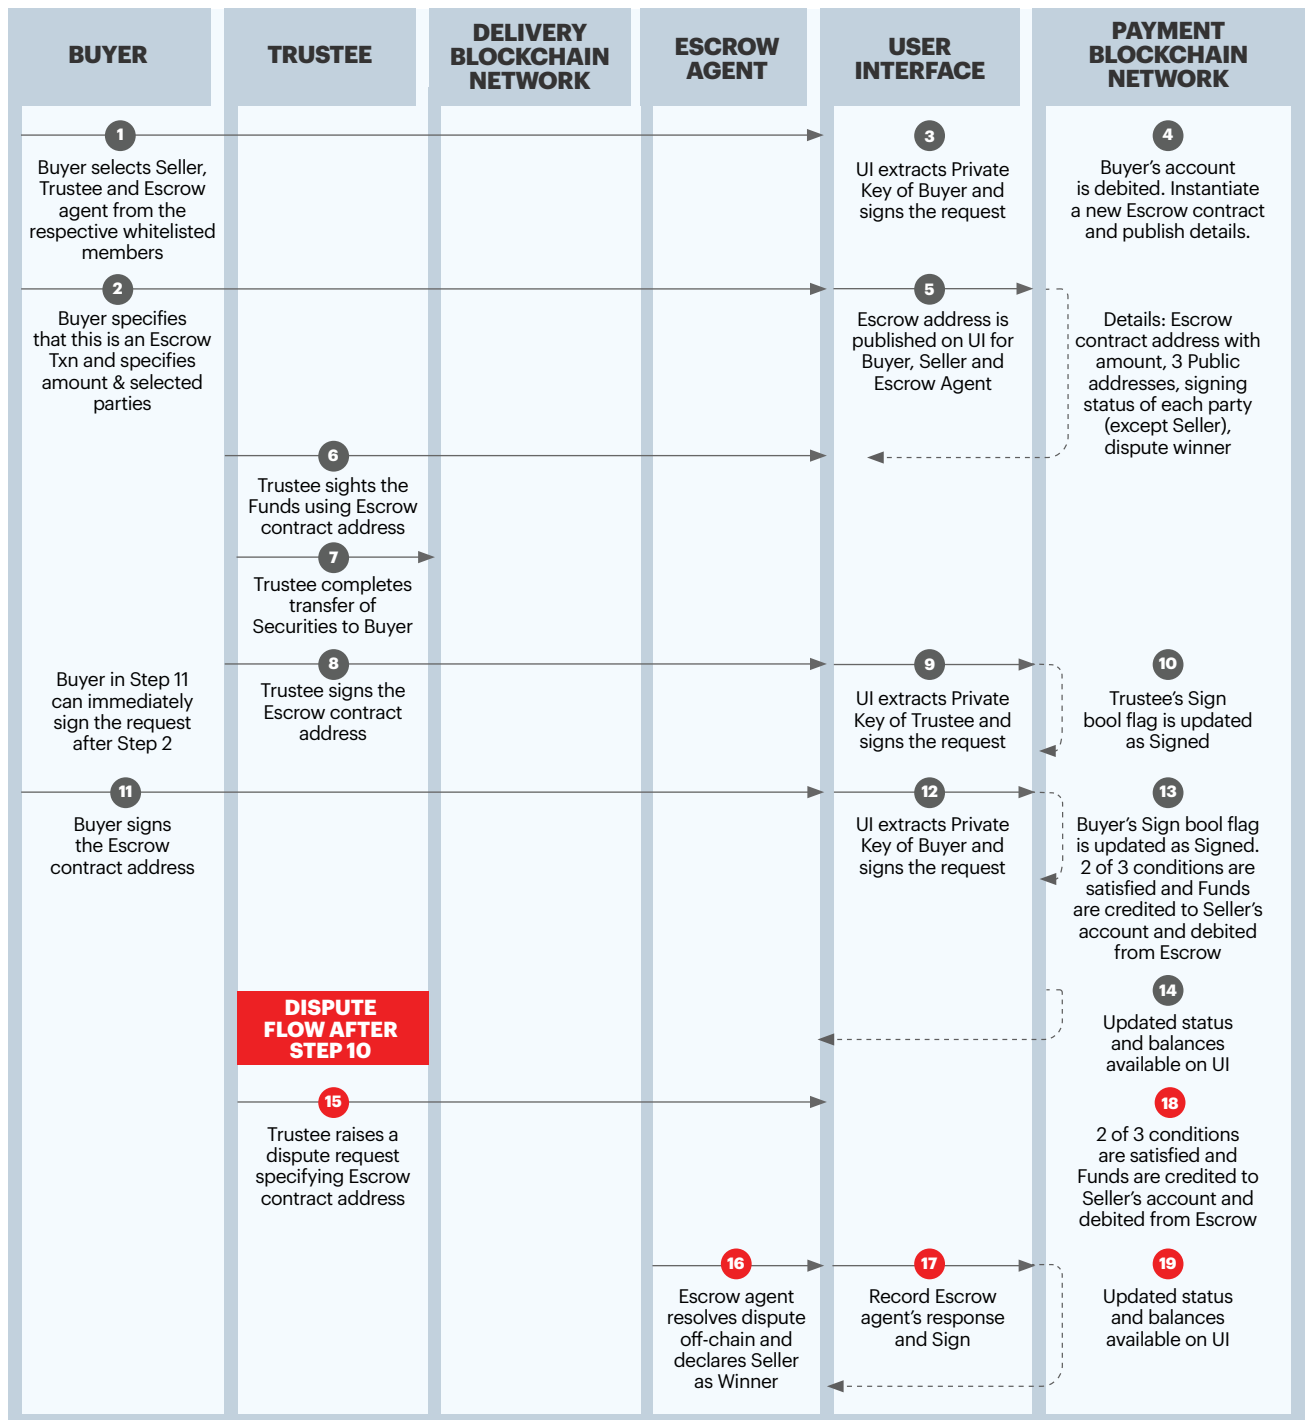 BUYER
TRUSTEE
DELIVERY
BLOCKCHAIN
NETWORK
ESCROW
AGENT
USER
INTERFACE
PAYMENT
BLOCKCHAIN
NETWORK
1
Buyer selects Seller,
Trustee and Escrow
agent from the
respective whitelisted
members
3
UI extracts Private
Key of Buyer and
signs the request
4
Buyer’s account
is debited. Instantiate
a new Escrow contract
and publish details.
2
Buyer specifies
that this is an Escrow
Txn and specifies
amount & selected
parties
5
Escrow address is
published on UI for
Buyer, Seller and
Escrow Agent
Details: Escrow
contract address with
amount, 3 Public
addresses, signing
status of each party
(except Seller),
dispute winner
6
Trustee sights the
Funds using Escrow
contract address
7
Trustee completes
transfer of
Securities to Buyer
Buyer in Step 11
can immediately
sign the request
after Step 2
8
Trustee signs the
Escrow contract
address
9
UI extracts Private
Key of Trustee and
signs the request
10
Trustee’s Sign
bool flag is updated
as Signed
11
Buyer signs
the Escrow
contract address
12
UI extracts Private
Key of Buyer and
signs the request
13
Buyer’s Sign bool flag
is updated as Signed.
2 of 3 conditions are
satisfied and Funds
are credited to Seller’s
account and debited
from Escrow
14
Updated status
and balances
available on UI
DISPUTE
FLOW AFTER
STEP 10
15
Trustee raises a
dispute request
specifying Escrow
contract address
18
2 of 3 conditions
are satisfied and
Funds are credited to
Seller’s account and
debited from Escrow
16
Escrow agent
resolves dispute
off-chain and
declares Seller
as Winner
17
Record Escrow
agent’s response
and Sign
19
Updated status
and balances
available on UI